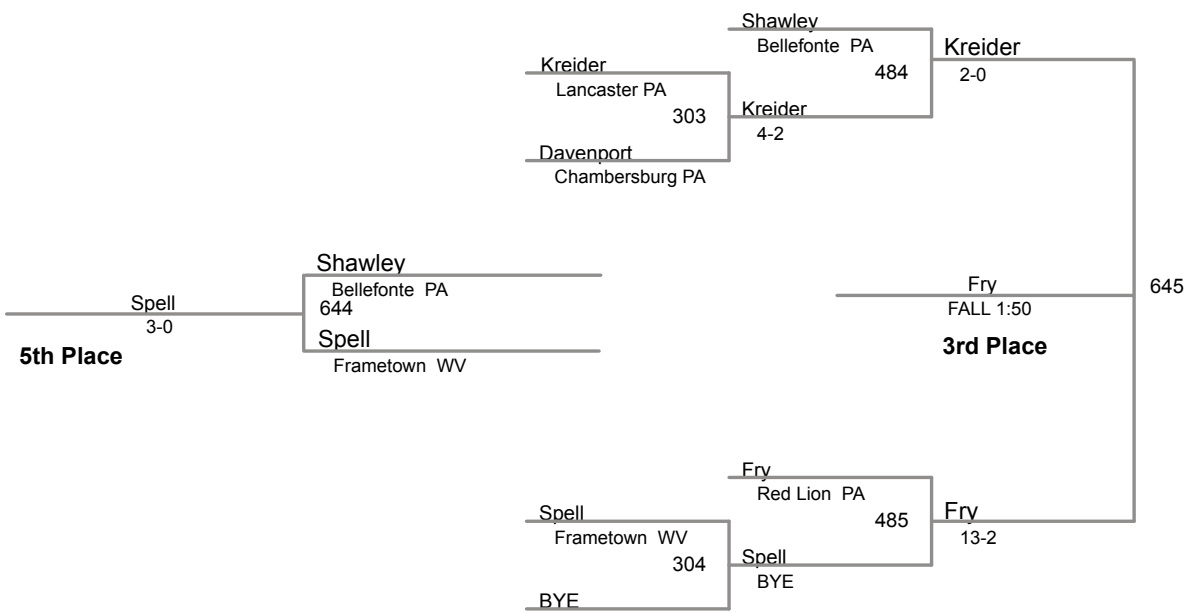 Shawley
Bellefonte PA
484
Kreider
2-0
Kreider
Lancaster PA
303
Kreider
4-2
Davenport
Chambersburg PA
Shawley
Bellefonte PA
644
Spell
3-0
5th Place
Spell
Frametown WV
Fry
FALL 1:50
3rd Place
645
Fry
Red Lion PA
485
Fry
13-2
Spell
Frametown WV
304
Spell
BYE
BYE